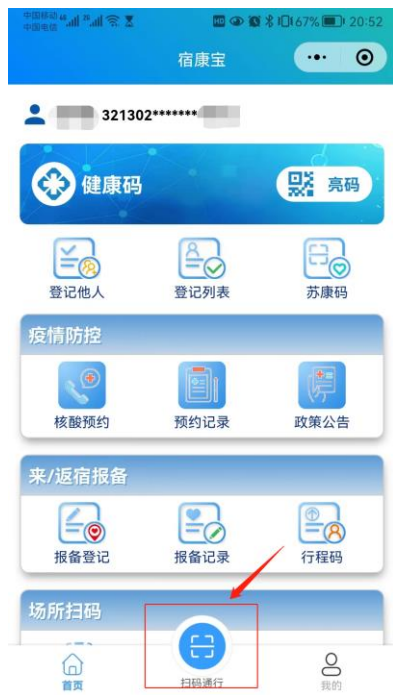 中国移动 46 2G HD 67% 20:52
中国电信
宿康宝
321302*******
健康码 亮码
登记他人 登记列表 苏康码
疫情防控
核酸预约 预约记录 政策公告
来/返宿报备
报备登记 报备记录 行程码
场所扫码
首页 扫码通行 我的